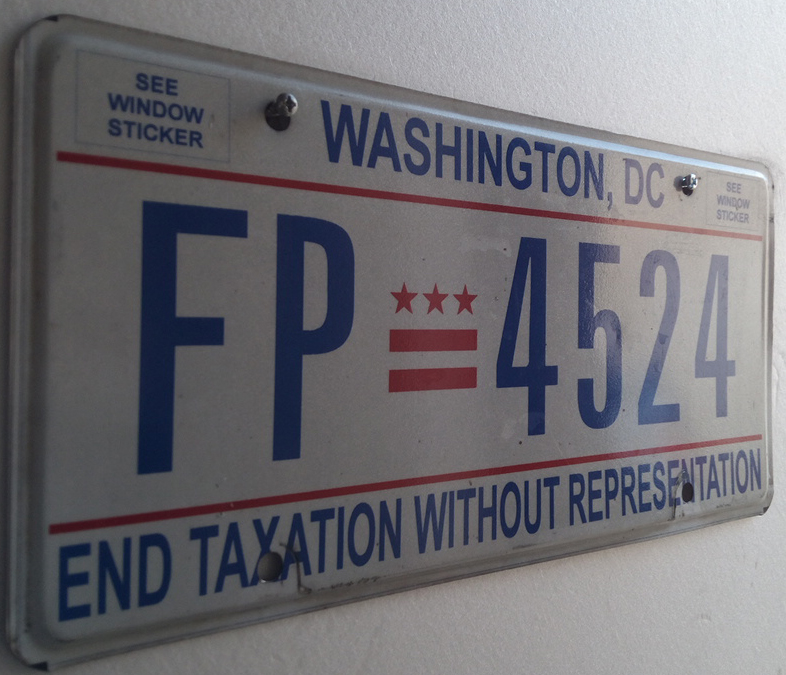 SEE
WINDOW
STICKER
WASHINGTON, DC
SEE
WINDOW
STICKER
FP 4524
END TAXATION WITHOUT REPRESENTATION